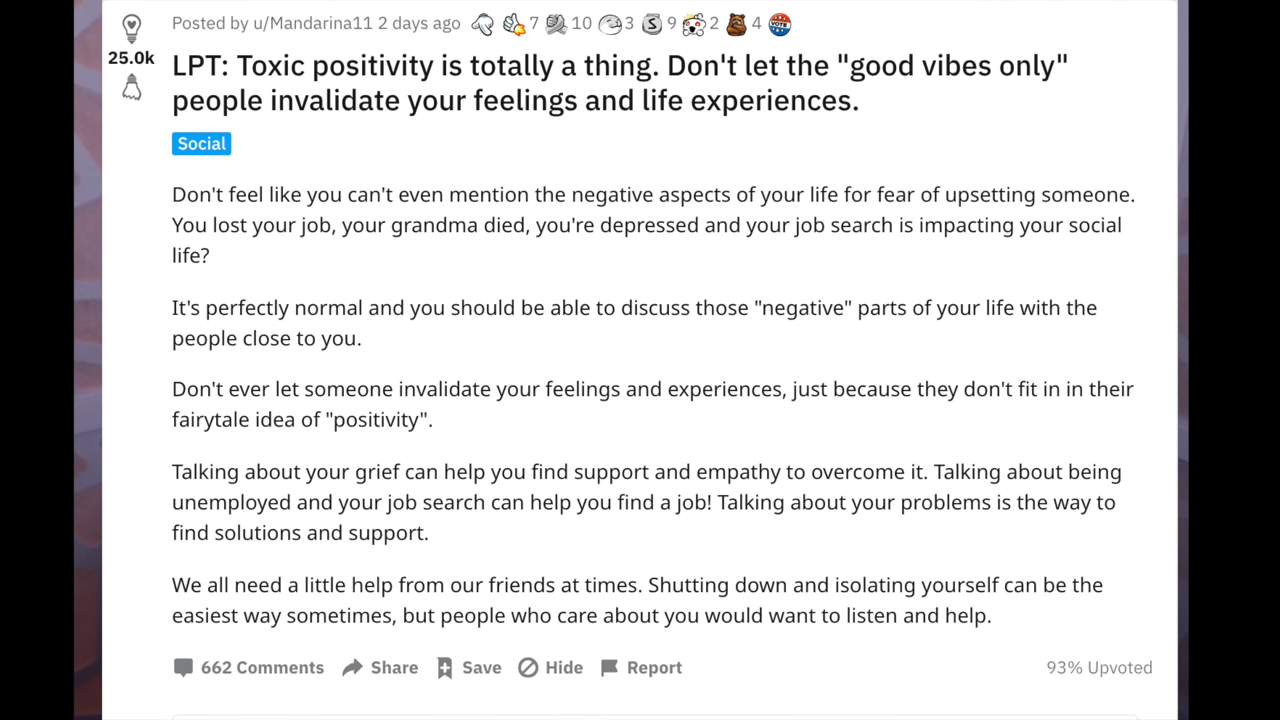 Posted by u/Mandarina11 2 days ago 7 10 3 S 9 2 4 VOTE
25.0k
LPT: Toxic positivity is totally a thing. Don't let the "good vibes only"
people invalidate your feelings and life experiences.
Social
Don't feel like you can't even mention the negative aspects of your life for fear of upsetting someone.
You lost your job, your grandma died, you're depressed and your job search is impacting your social
life?
It's perfectly normal and you should be able to discuss those "negative" parts of your life with the
people close to you.
Don't ever let someone invalidate your feelings and experiences, just because they don't fit in in their
fairytale idea of "positivity".
Talking about your grief can help you find support and empathy to overcome it. Talking about being
unemployed and your job search can help you find a job! Talking about your problems is the way to
find solutions and support.
We all need a little help from our friends at times. Shutting down and isolating yourself can be the
easiest way sometimes, but people who care about you would want to listen and help.
662 Comments Share Save Hide Report 93% Upvoted